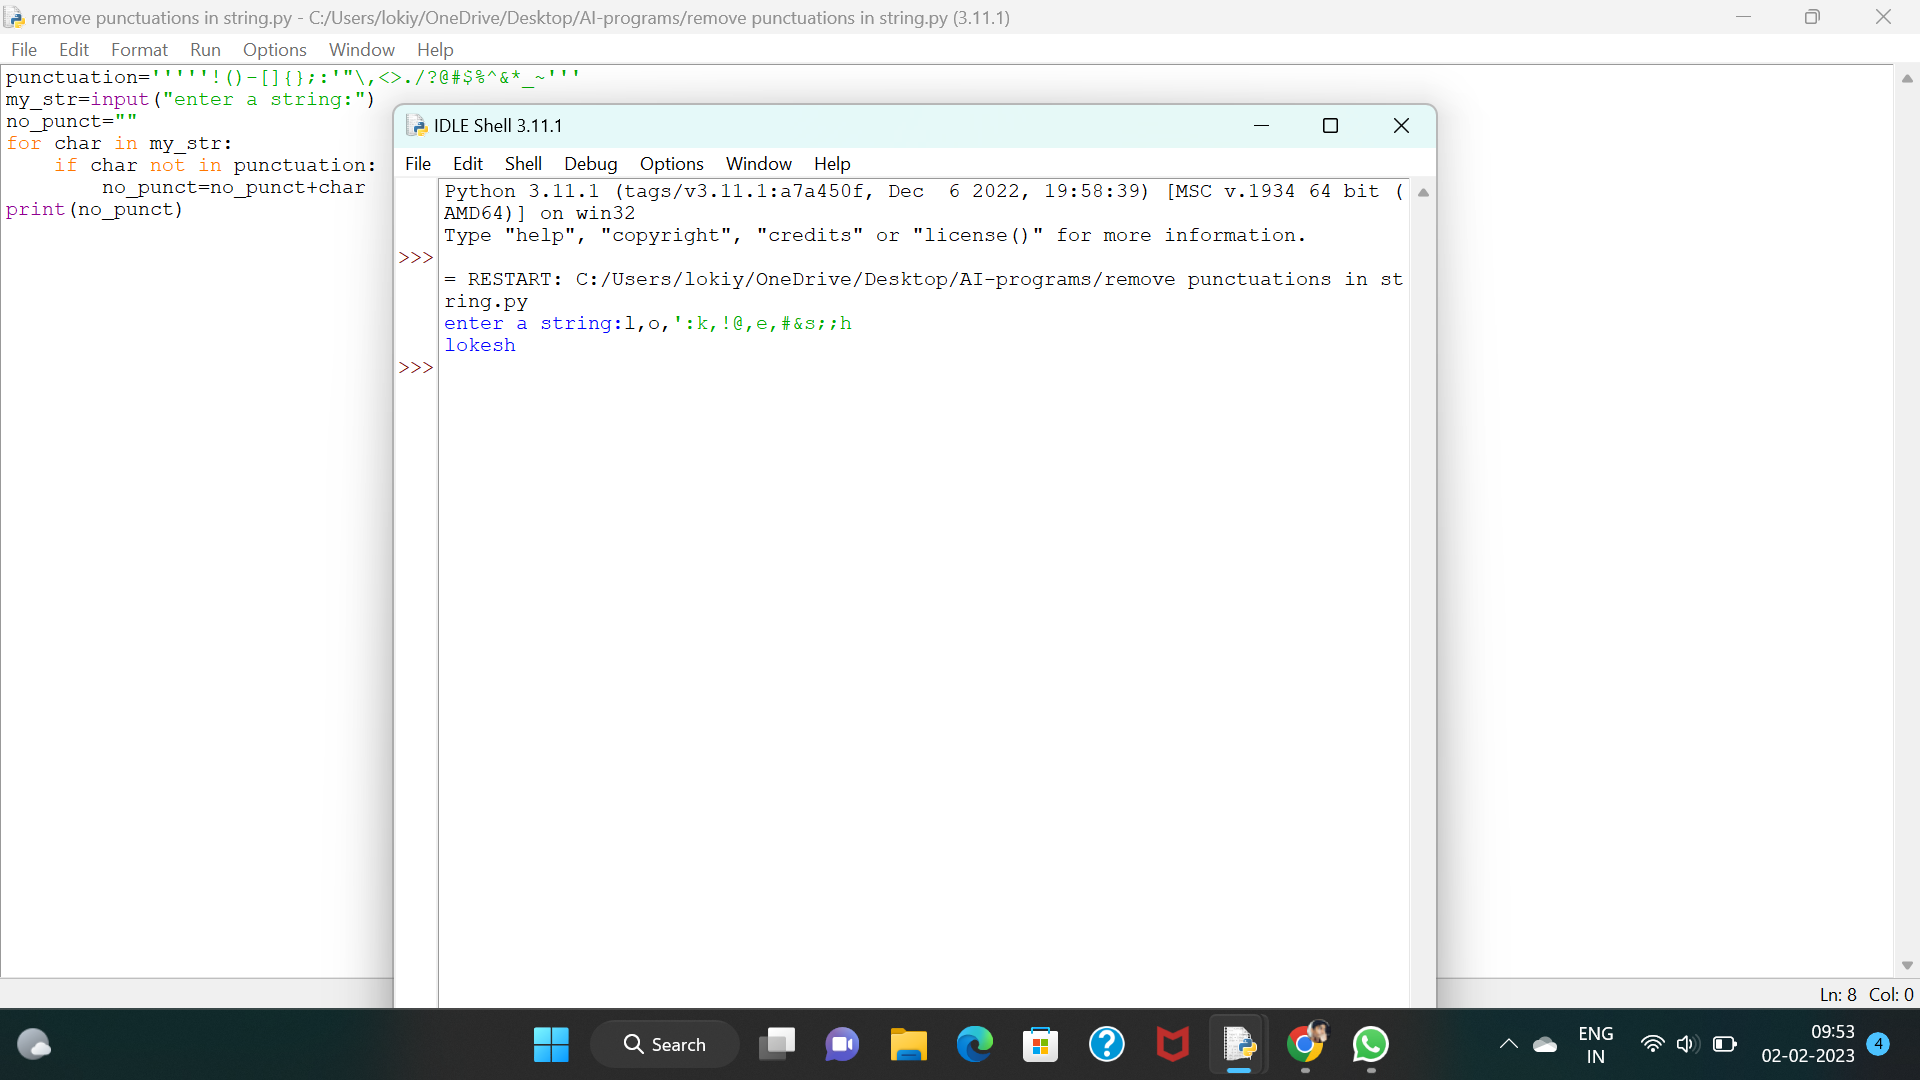 remove punctuations in string.py - C:/Users/lokiy/OneDrive/Desktop/AI-programs/remove punctuations in string.py (3.11.1)
File Edit Format Run Options Window Help
punctuation='''''!()-[]{};:'"\,<>./?@#$%^&*_~'''
my_str=input("enter a string:")
no_punct=""
for char in my_str:
    if char not in punctuation:
        no_punct=no_punct+char
print(no_punct)
IDLE Shell 3.11.1
File Edit Shell Debug Options Window Help
Python 3.11.1 (tags/v3.11.1:a7a450f, Dec  6 2022, 19:58:39) [MSC v.1934 64 bit (
AMD64)] on win32
Type "help", "copyright", "credits" or "license()" for more information.
>>>
= RESTART: C:/Users/lokiy/OneDrive/Desktop/AI-programs/remove punctuations in st
ring.py
enter a string:l,o,':k,!@,e,#&s;;h
lokesh
>>>
Ln: 8 Col: 0
Search
ENG
IN
09:53
02-02-2023
4